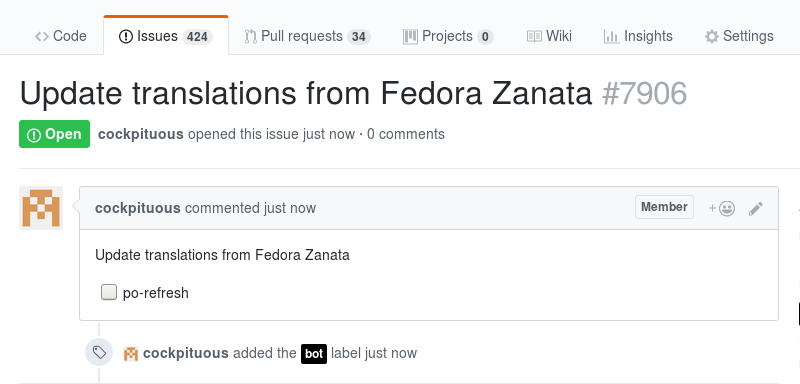 Code Issues 424 Pull requests 34 Projects 0 Wiki Insights Settings
Update translations from Fedora Zanata #7906
Open cockpituous opened this issue just now · 0 comments
cockpituous commented just now Member +
Update translations from Fedora Zanata
po-refresh
cockpituous added the bot label just now